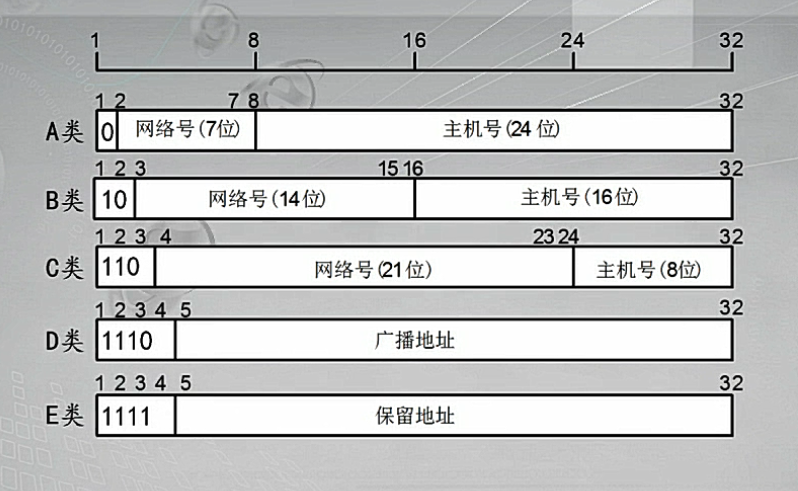 1 8 16 24 32
1 2 7 8 32
A类 0 网络号(7位) 主机号(24 位)
1 2 3 15 16 32
B类 10 网络号(14位) 主机号(16位)
1 2 3 4 23 24 32
C类 110 网络号(21位) 主机号(8位)
1 2 3 4 5 32
D类 1110 广播地址
1 2 3 4 5 32
E类 1111 保留地址